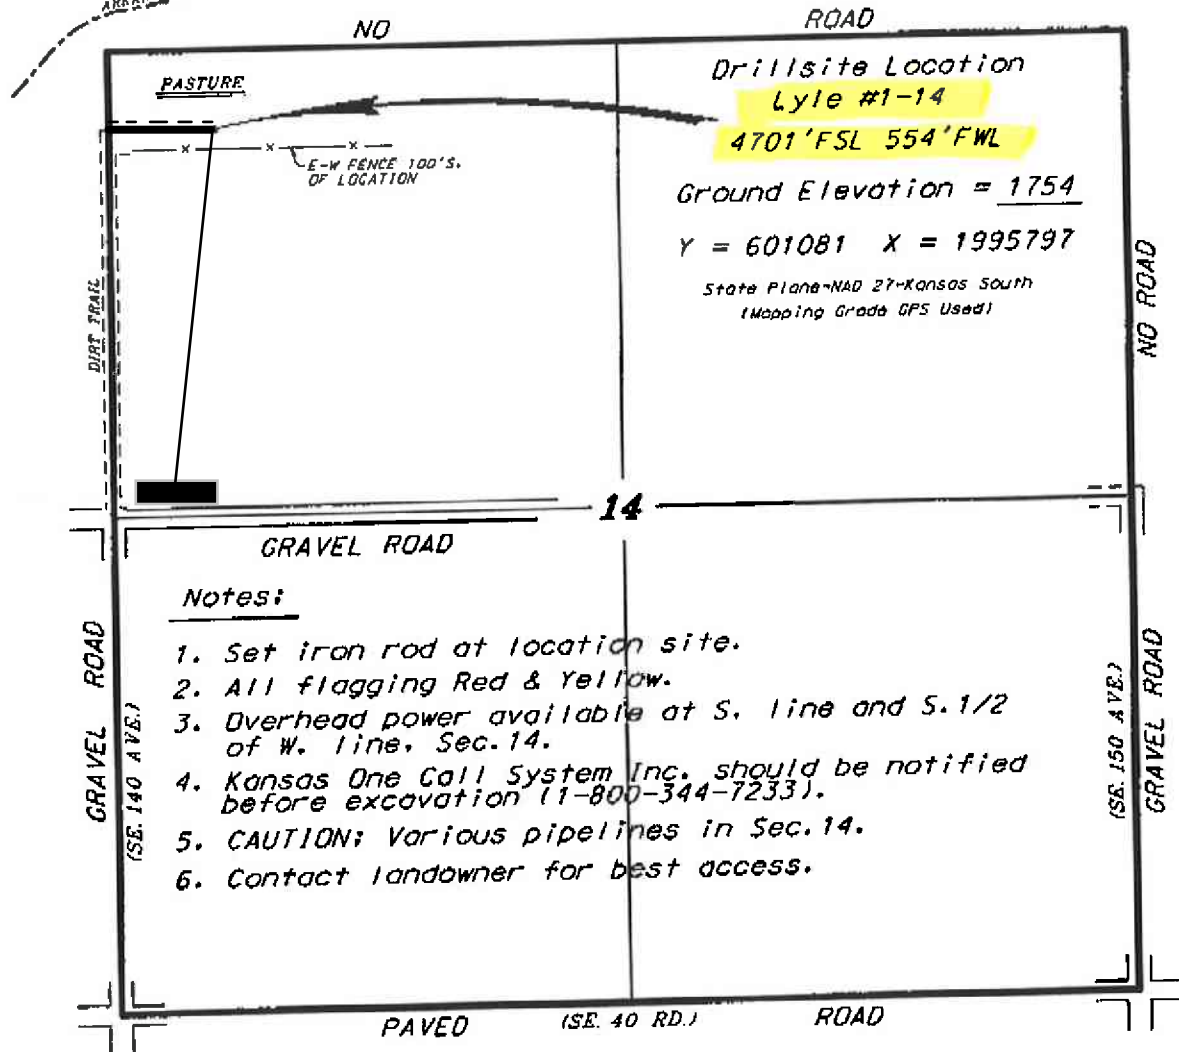 NO ROAD
PASTURE
Drillsite Location
Lyle #1-14
4701'FSL 554'FWL
E-W FENCE 100'S.
OF LOCATION
Ground Elevation = 1754
Y = 601081 X = 1995797
State Plane-NAD 27-Kansas South
(Mapping Grade GPS Used)
DIRT TRAIL
NO ROAD
14
GRAVEL ROAD
Notes:
1. Set iron rod at location site.
2. All flagging Red & Yellow.
3. Overhead power available at S. line and S.1/2
of W. line, Sec.14.
4. Kansas One Call System Inc. should be notified
before excavation (1-800-344-7233).
5. CAUTION: Various pipelines in Sec.14.
6. Contact landowner for best access.
GRAVEL ROAD
(SE. 140 AVE.)
(SE. 150 AVE.)
GRAVEL ROAD
PAVED (SE. 40 RD.) ROAD